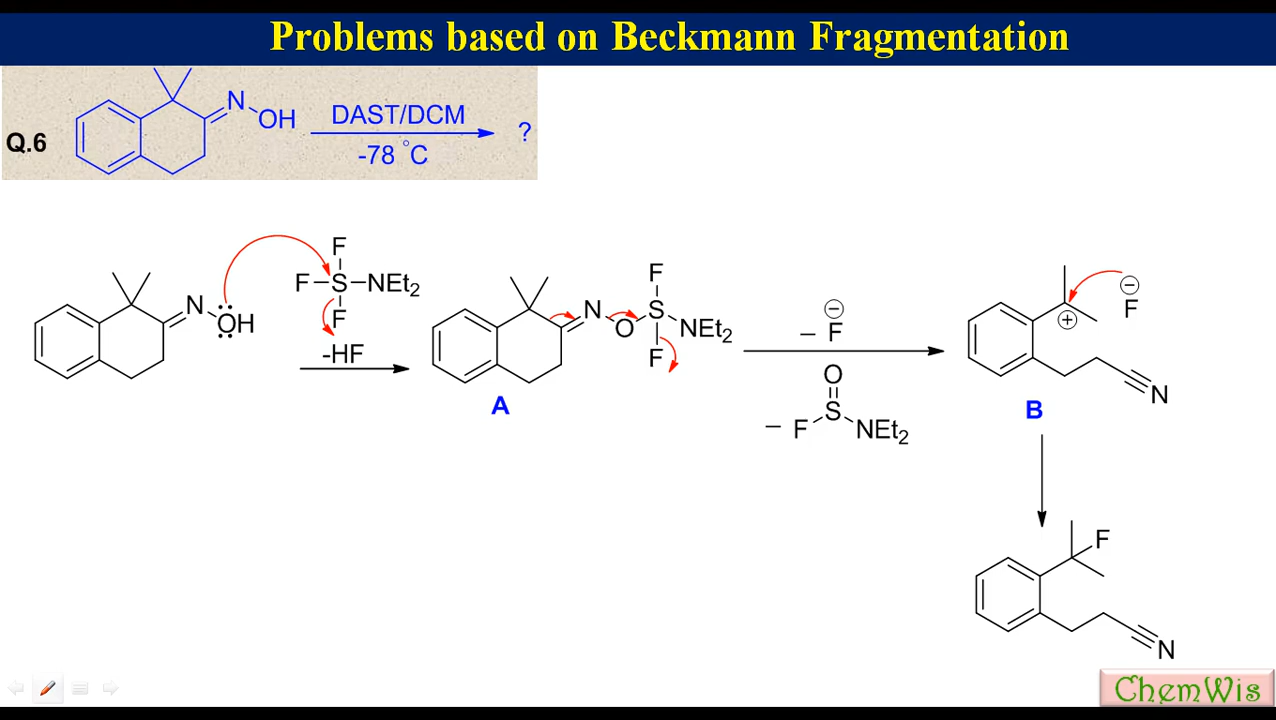 Problems based on Beckmann Fragmentation
Q.6
N
OH
DAST/DCM
-78 °C
?
N
OH
F
F-S-NEt2
F
-HF
N
O
F
S
NEt2
F
A
− F −
O
− F S NEt2
+
− F
N
B
F
N
ChemWis